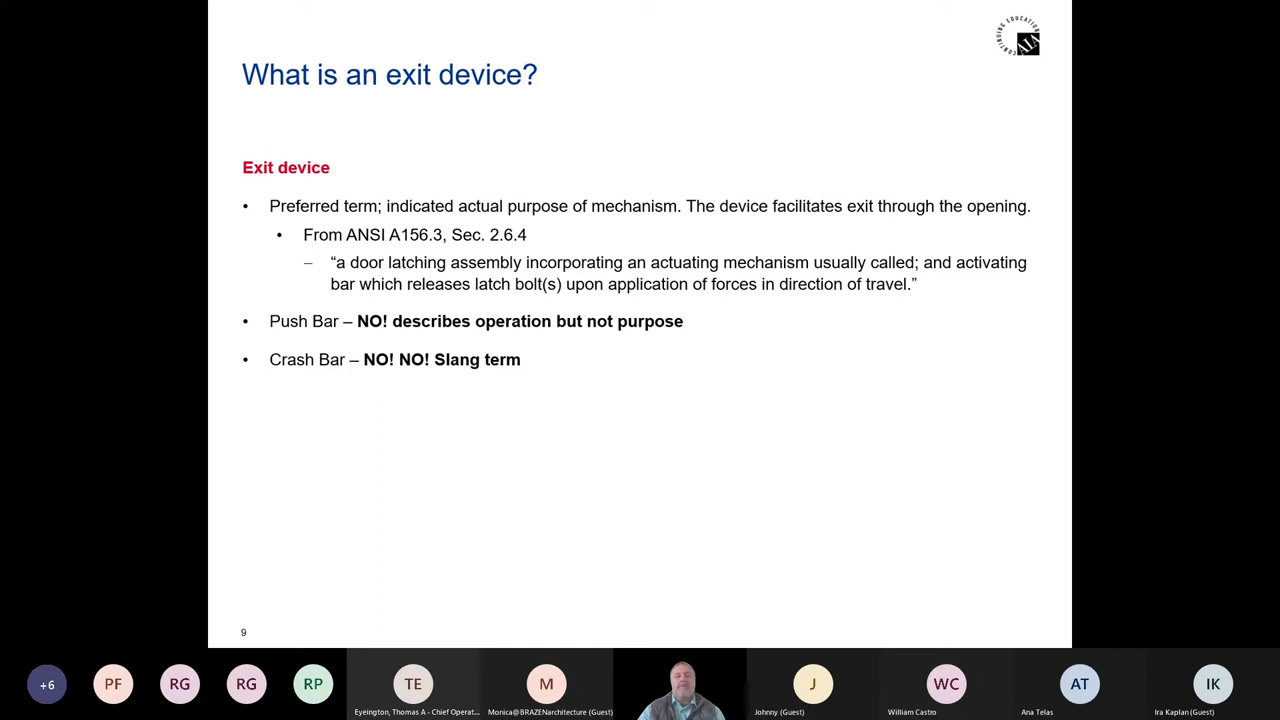 CONTINUING EDUCATION
AIA
What is an exit device?
Exit device
• Preferred term; indicated actual purpose of mechanism. The device facilitates exit through the opening.
• From ANSI A156.3, Sec. 2.6.4
– “a door latching assembly incorporating an actuating mechanism usually called; and activating
bar which releases latch bolt(s) upon application of forces in direction of travel.”
• Push Bar – NO! describes operation but not purpose
• Crash Bar – NO! NO! Slang term
9
+6 PF RG RG RP TE M J WC AT IK
Eyeington, Thomas A - Chief Operat... Monica@BRAZENarchitecture (Guest) Johnny (Guest) William Castro Ana Telas Ira Kaplan (Guest)